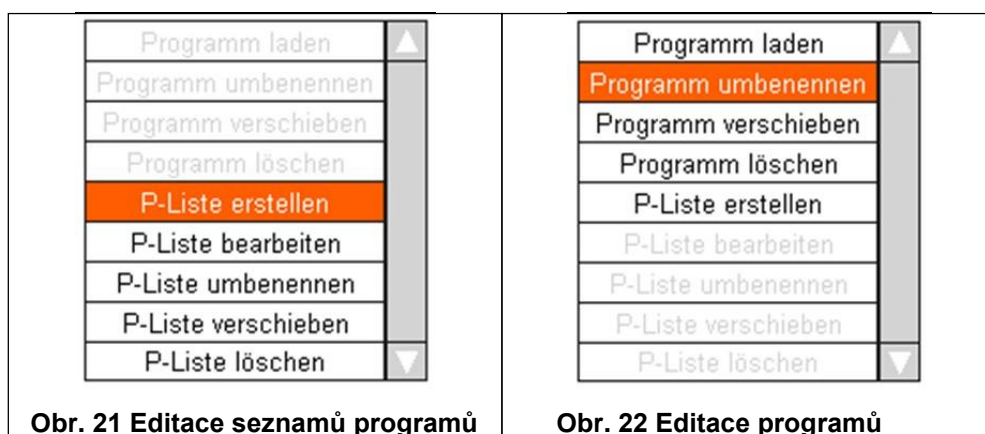 Programm laden
Programm umbenennen
Programm verschieben
Programm löschen
P-Liste erstellen
P-Liste bearbeiten
P-Liste umbenennen
P-Liste verschieben
P-Liste löschen
Obr. 21 Editace seznamů programů
Programm laden
Programm umbenennen
Programm verschieben
Programm löschen
P-Liste erstellen
P-Liste bearbeiten
P-Liste umbenennen
P-Liste verschieben
P-Liste löschen
Obr. 22 Editace programů